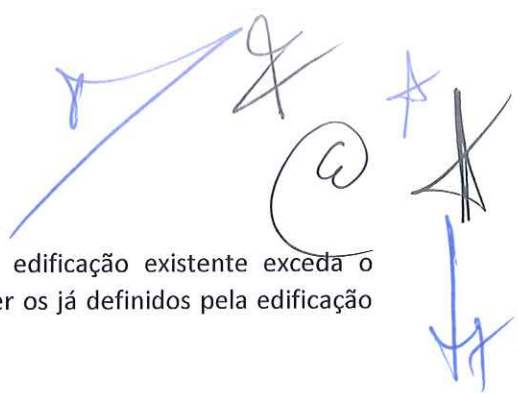 edificação existente exceda o
er os já definidos pela edificação